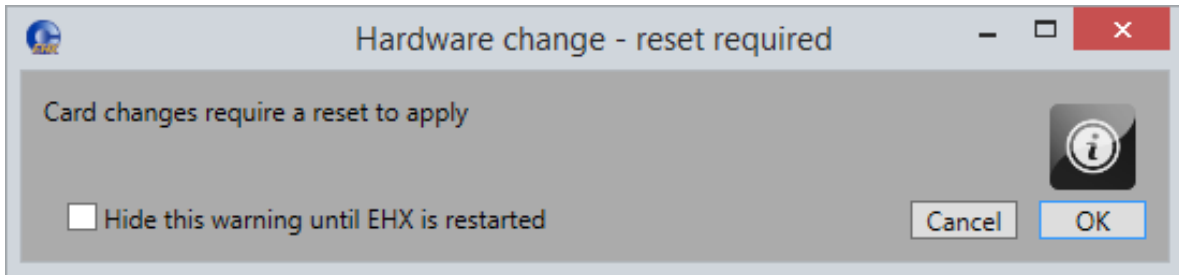 EHX
Hardware change - reset required
Card changes require a reset to apply
Hide this warning until EHX is restarted
Cancel
OK